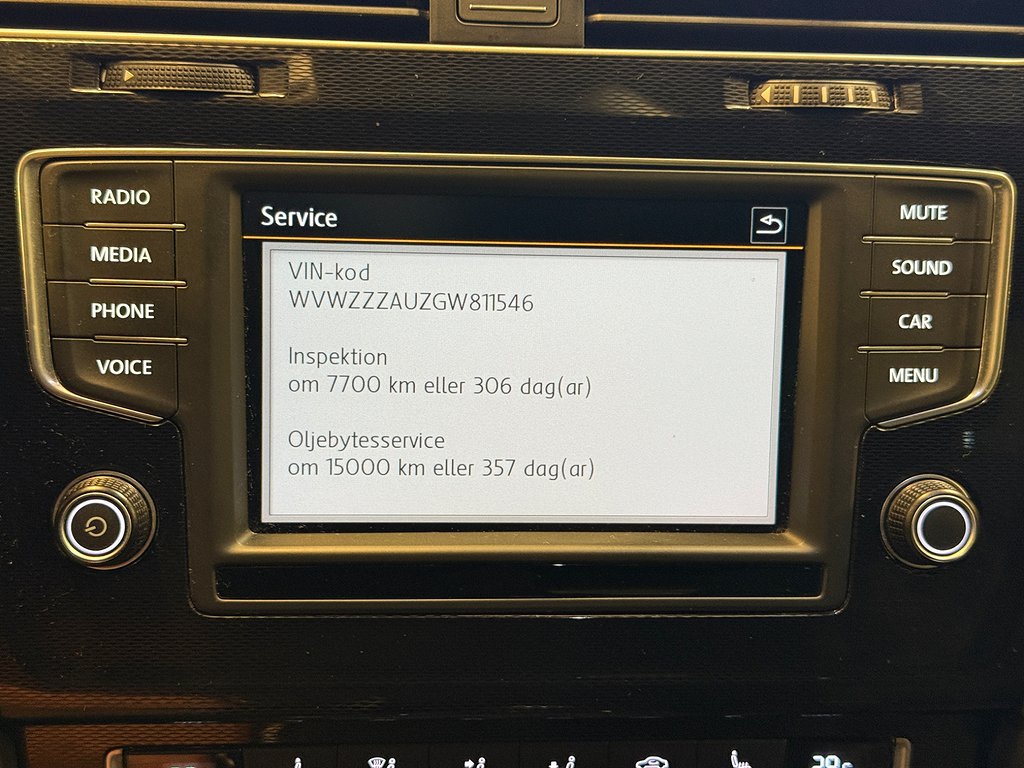 RADIO
MEDIA
PHONE
VOICE
Service
VIN-kod
WVWZZZAUZGW811546
Inspektion
om 7700 km eller 306 dag(ar)
Oljebytesservice
om 15000 km eller 357 dag(ar)
MUTE
SOUND
CAR
MENU